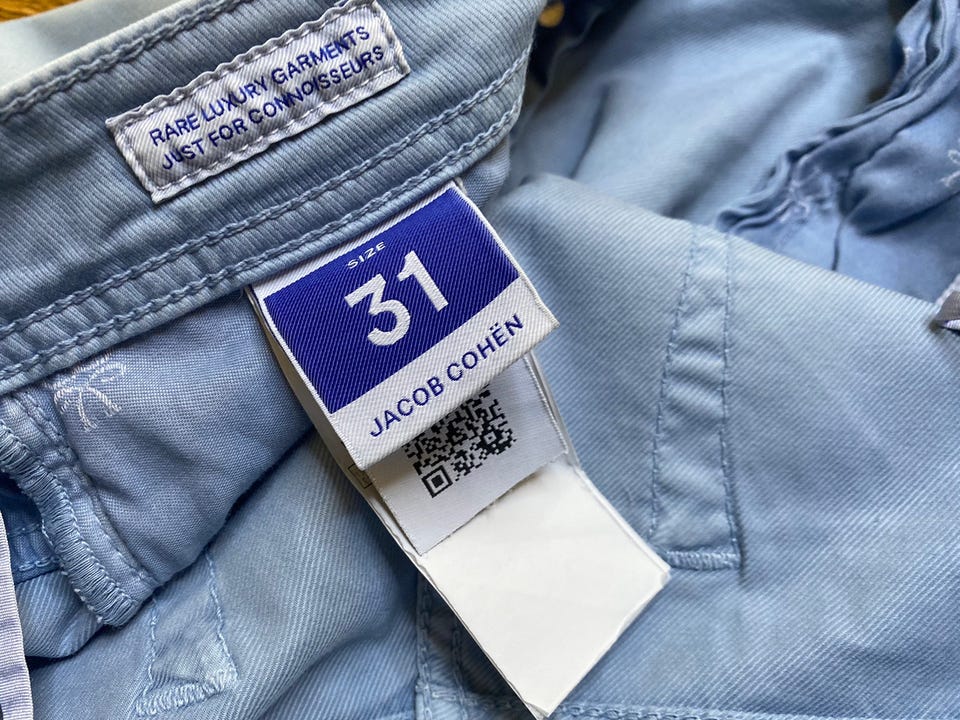 RARE LUXURY GARMENTS
JUST FOR CONNOISSEURS
SIZE
31
JACOB COHËN